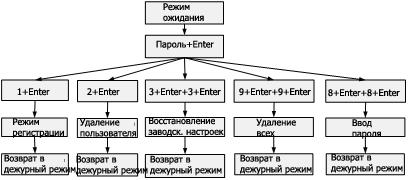 Режим
ожидания
Пароль+Enter
1+Enter
2+Enter
3+Enter+3+Enter
9+Enter+9+Enter
8+Enter+8+Enter
Режим
регистрации
Удаление
пользователя
Восстановление
заводск. настроек
Удаление
всех
Ввод
пароля
Возврат в
дежурный режим
Возврат в
дежурный режим
Возврат в
дежурный режим
Возврат в
дежурный режим
Возврат в
дежурный режим